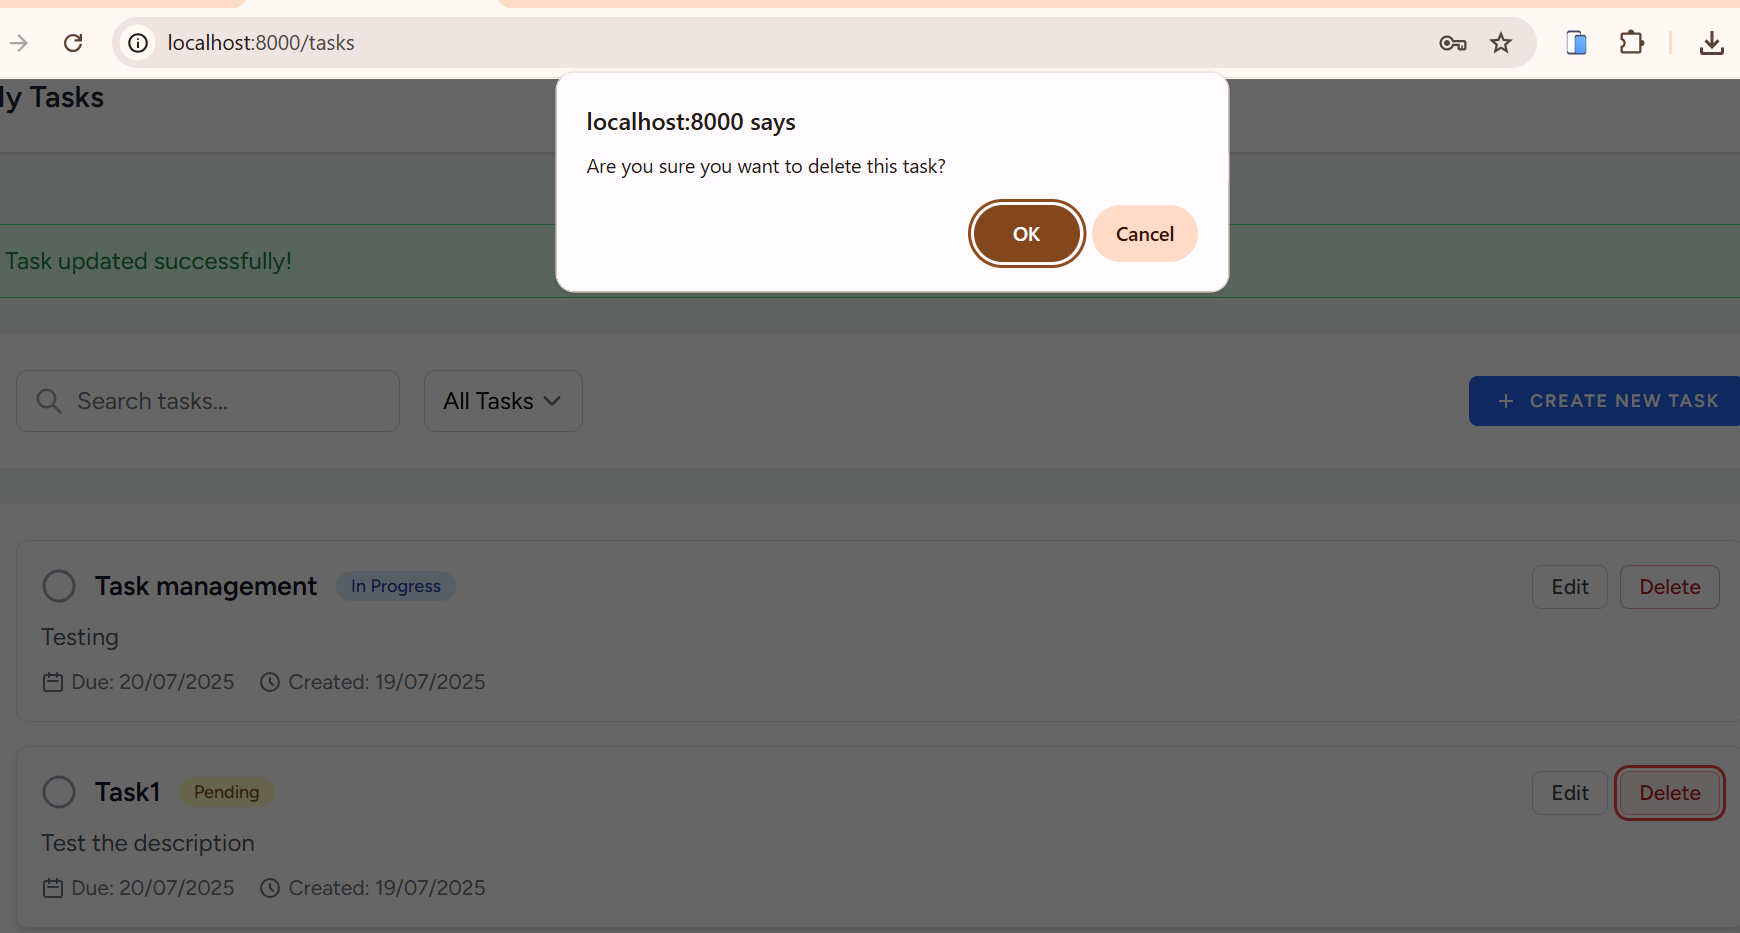 localhost:8000/tasks
My Tasks
localhost:8000 says
Are you sure you want to delete this task?
OK
Cancel
Task updated successfully!
Search tasks...
All Tasks
+ CREATE NEW TASK
Task management
In Progress
Edit
Delete
Testing
Due: 20/07/2025
Created: 19/07/2025
Task1
Pending
Edit
Delete
Test the description
Due: 20/07/2025
Created: 19/07/2025